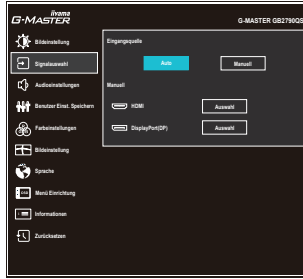 iiyama
G-MASTER
G-MASTER GB2790QS
Bildeinstellung
Eingangsquelle
Signalauswahl
Auto
Manuell
Audioeinstellungen
Manuell
Benutzer Einst. Speichern
HDMI
Auswahl
Farbeinstellungen
DisplayPort(DP)
Auswahl
Bildeinstellung
Sprache
OSD
Menü Einrichtung
Informationen
Zurücksetzen